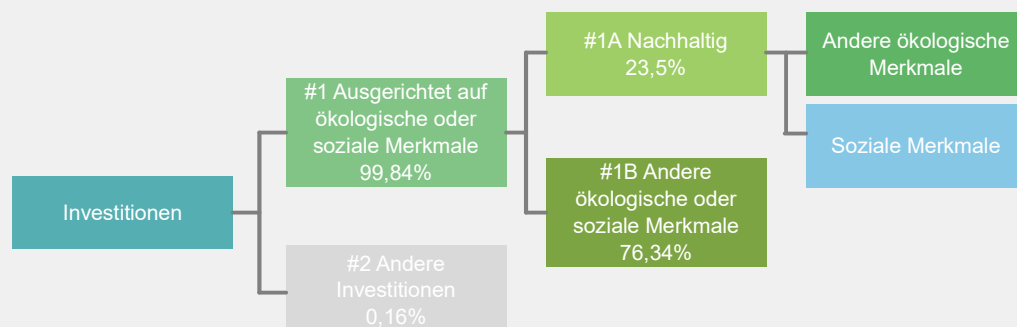 Investitionen
#1 Ausgerichtet auf
ökologische oder
soziale Merkmale
99,84%
#2 Andere
Investitionen
0,16%
#1A Nachhaltig
23,5%
#1B Andere
ökologische oder
soziale Merkmale
76,34%
Andere ökologische
Merkmale
Soziale Merkmale